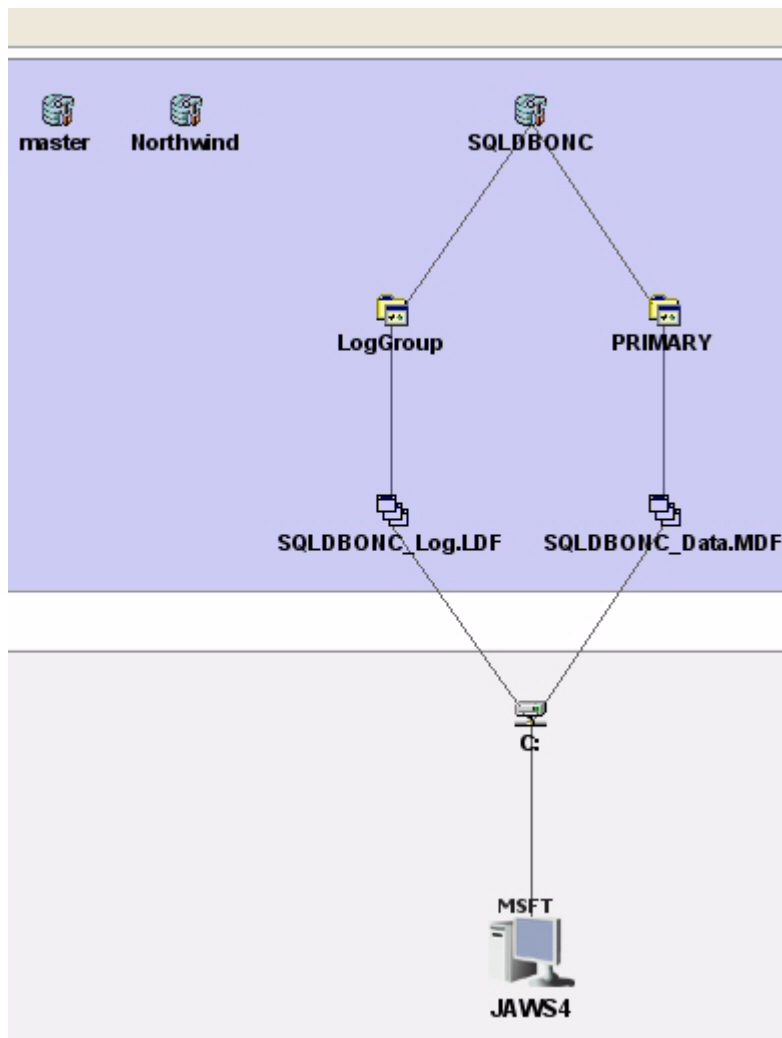 master
Northwind
SQLDBONC
LogGroup
PRIMARY
SQLDBONC_Log.LDF
SQLDBONC_Data.MDF
C:
MSFT
JAWS4